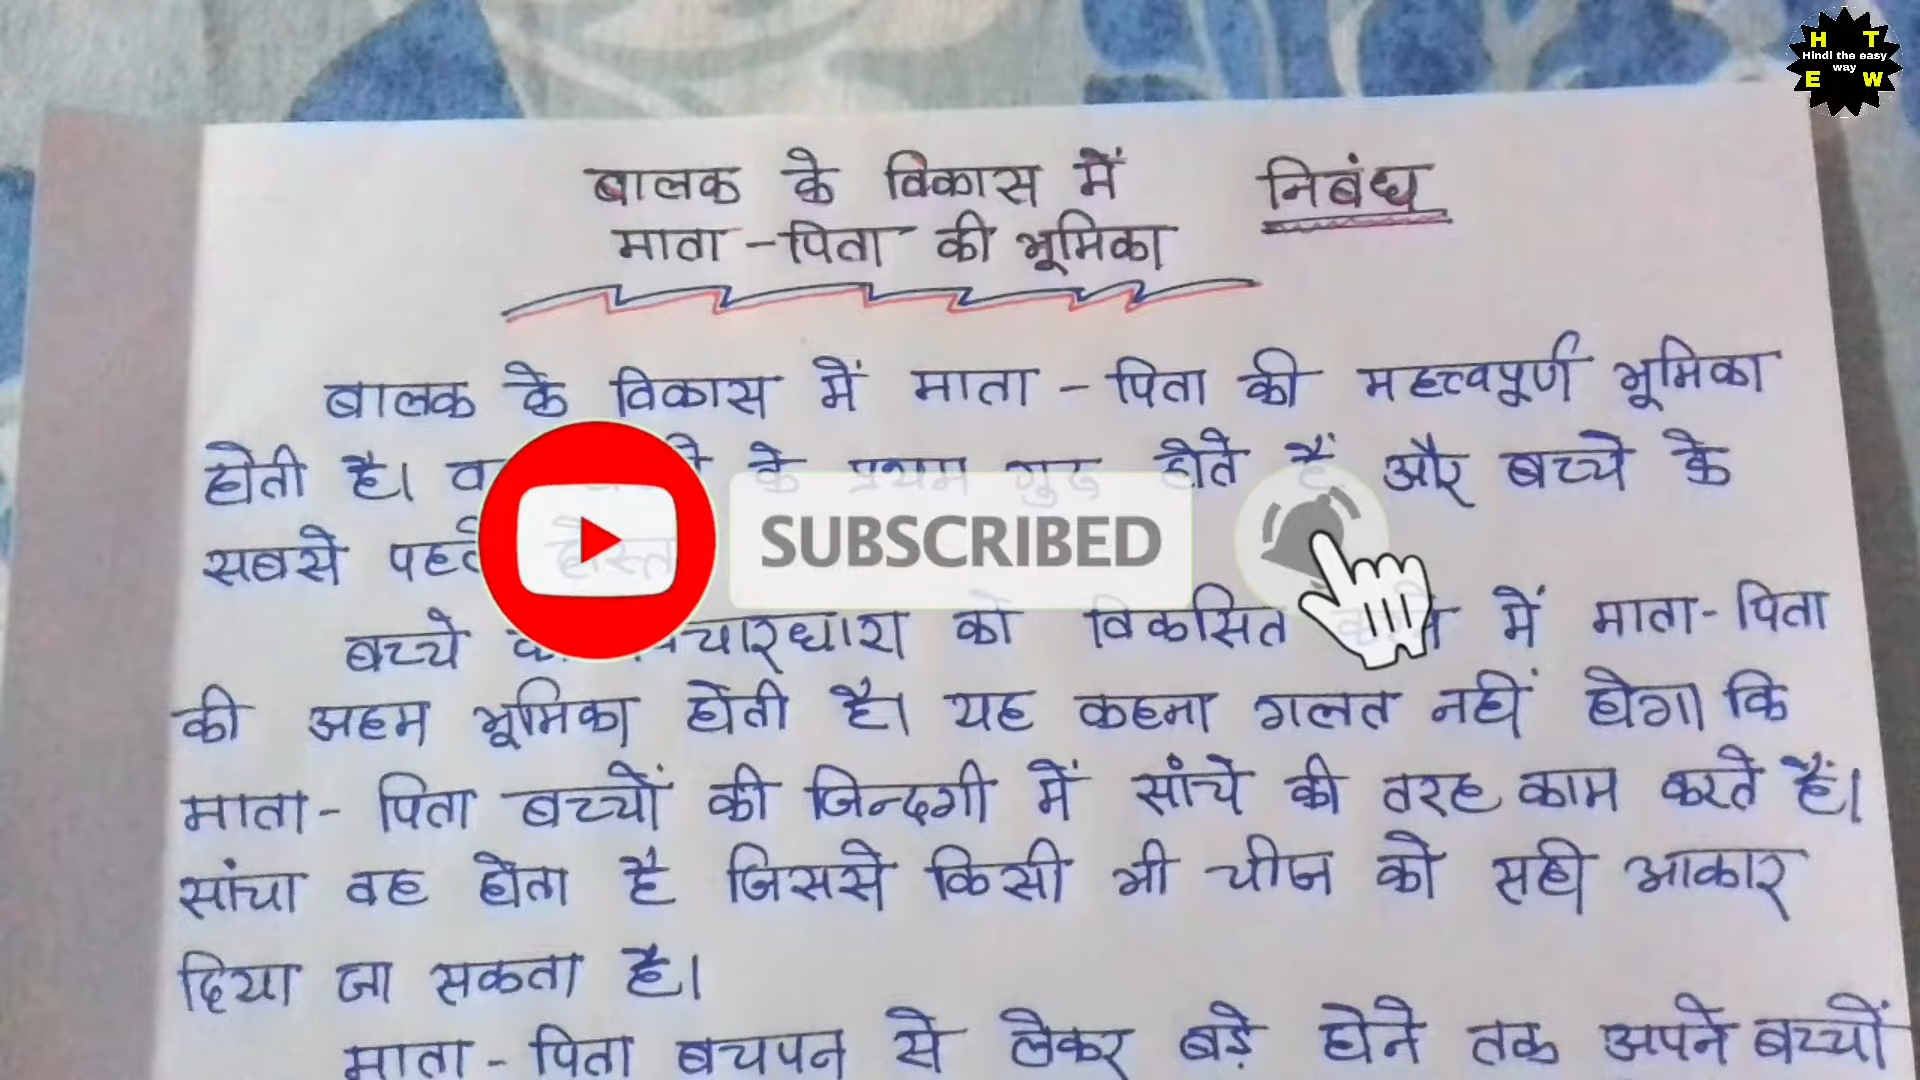 H T
Hindi the easy
way
E W
बालक के विकास में निबंध
माता - पिता की भूमिका
बालक के विकास में माता - पिता की महत्त्वपूर्ण भूमिका
होती है। के प्रथम गुरु होते हैं और बच्चे के
सबसे
SUBSCRIBED
बच्चे को विकसित में माता - पिता
की अहम भूमिका होती है। यह कहना गलत नहीं होगा कि
माता - पिता बच्चों की जिन्दगी में सांचे की तरह काम करते हैं।
सांचा वह होता है जिससे किसी भी चीज को सही आकार
दिया जा सकता है।
माता - पिता बचपन से लेकर बड़े होने तक अपने बच्चों